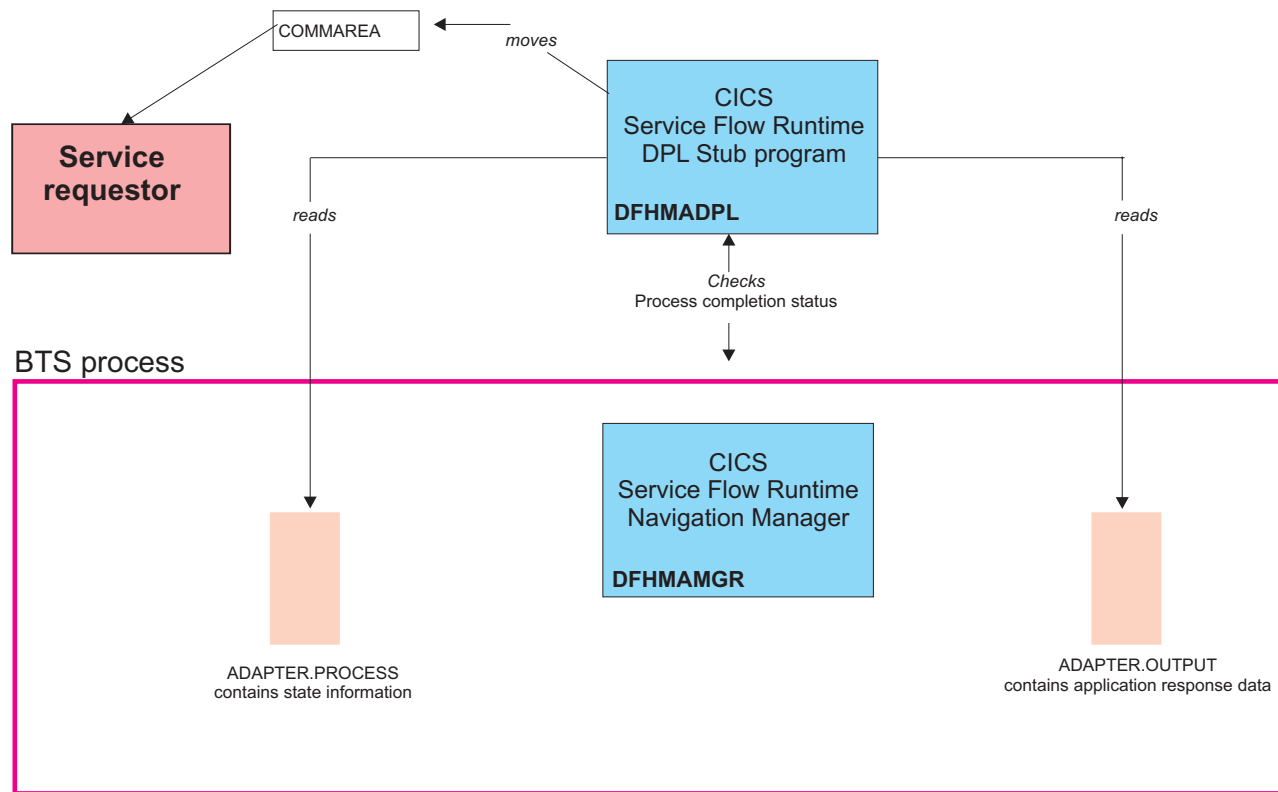 COMMAREA
moves
CICS
Service Flow Runtime
DPL Stub program
DFHMADPL
Service
requestor
reads
reads
Checks
Process completion status
BTS process
CICS
Service Flow Runtime
Navigation Manager
DFHMAMGR
ADAPTER.PROCESS
contains state information
ADAPTER.OUTPUT
contains application response data